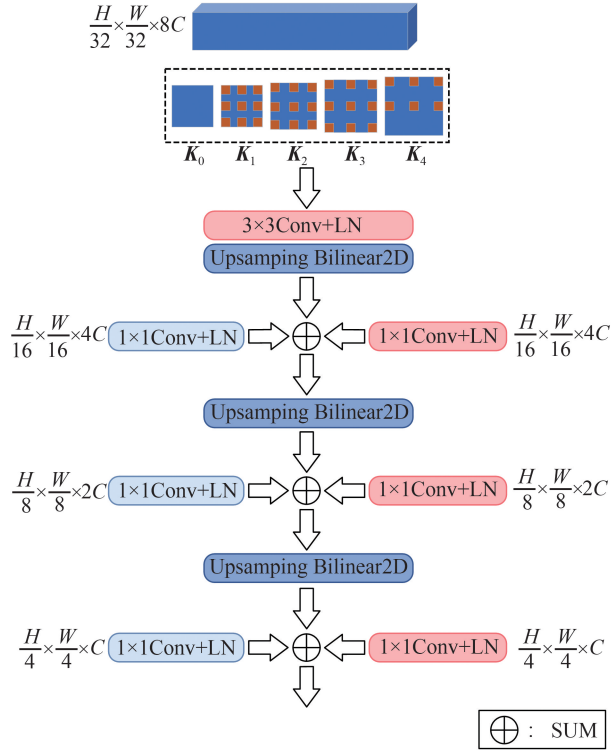 H/32 × W/32 × 8C
K₀ K₁ K₂ K₃ K₄
3×3Conv+LN
Upsamping Bilinear2D
H/16 × W/16 × 4C 1×1Conv+LN 1×1Conv+LN H/16 × W/16 × 4C
Upsamping Bilinear2D
H/8 × W/8 × 2C 1×1Conv+LN 1×1Conv+LN H/8 × W/8 × 2C
Upsamping Bilinear2D
H/4 × W/4 × C 1×1Conv+LN 1×1Conv+LN H/4 × W/4 × C
⊕ : SUM